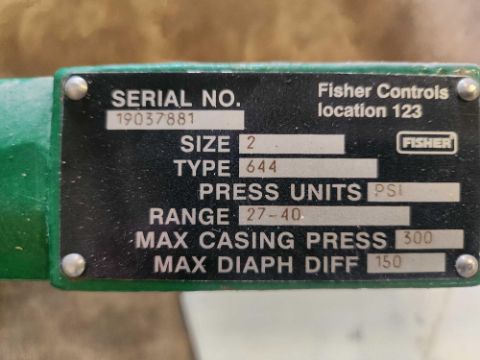 SERIAL NO.
19037881
Fisher Controls
location 123
SIZE 2
FISHER
TYPE 644
PRESS UNITS PSI
RANGE 27-40
MAX CASING PRESS 300
MAX DIAPH DIFF 150